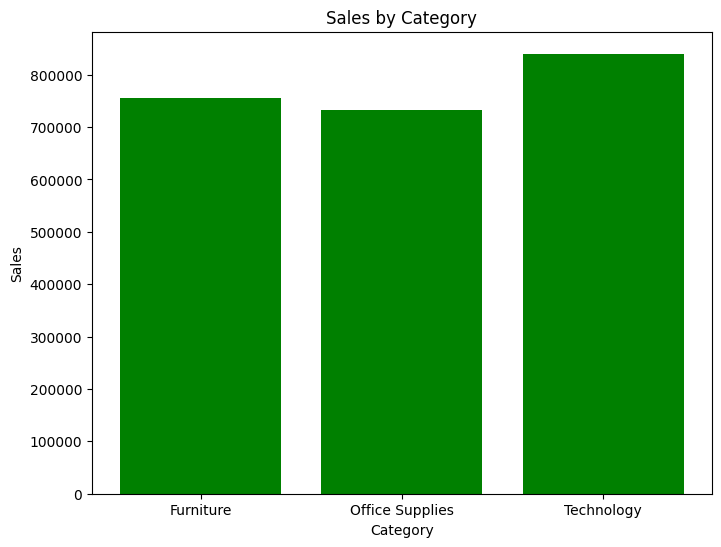 Sales by Category
Sales
800000
700000
600000
500000
400000
300000
200000
100000
0
Furniture
Office Supplies
Technology
Category